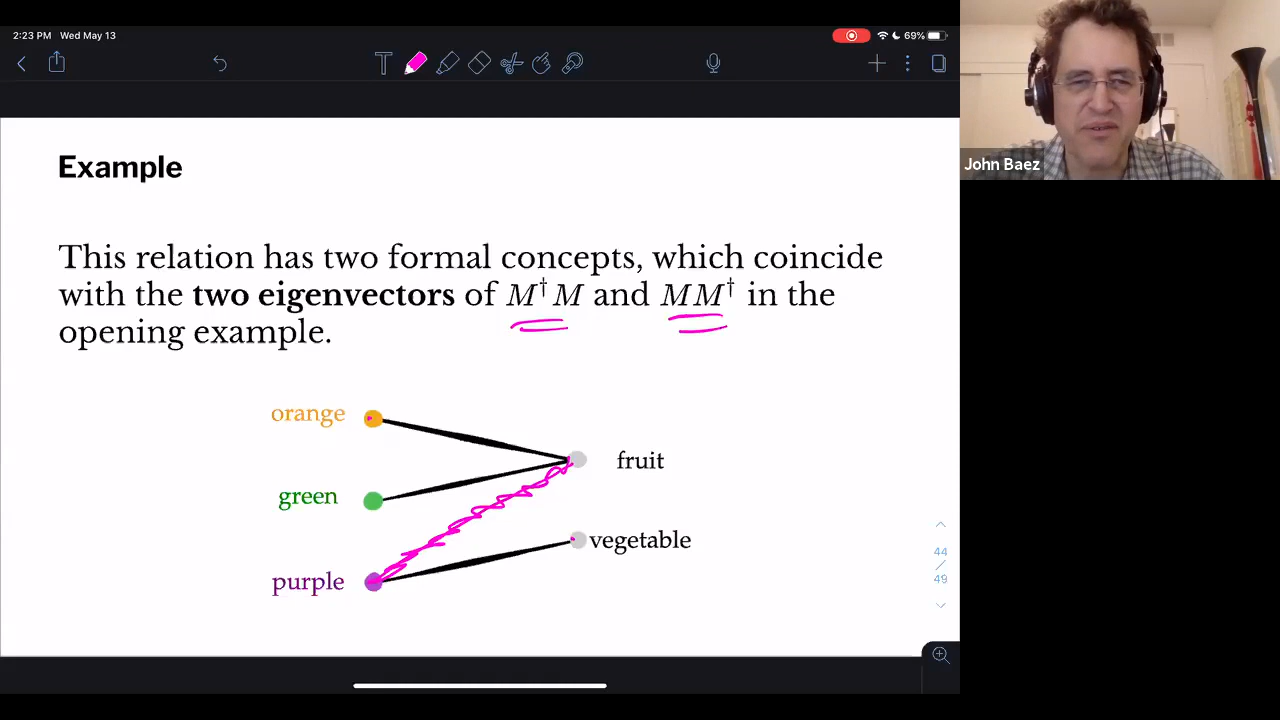 2:23 PM Wed May 13
69%
John Baez
Example
This relation has two formal concepts, which coincide
with the two eigenvectors of M†M and MM† in the
opening example.
orange
fruit
green
vegetable
purple
44
/
49